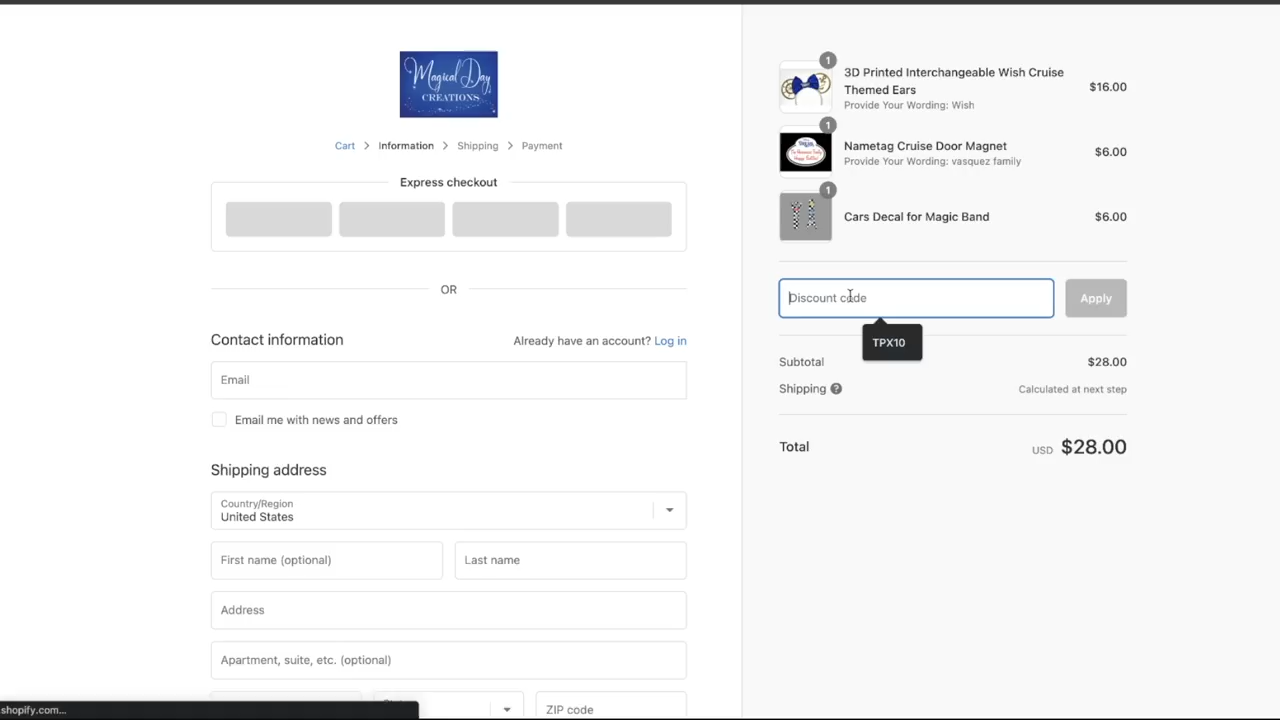 Magical Day
CREATIONS
Cart > Information > Shipping > Payment
Express checkout
OR
Contact information
Already have an account? Log in
Email
Email me with news and offers
Shipping address
Country/Region
United States
First name (optional)
Last name
Address
Apartment, suite, etc. (optional)
ZIP code
shopify.com...
1
3D Printed Interchangeable Wish Cruise
Themed Ears
Provide Your Wording: Wish
$16.00
1
Nametag Cruise Door Magnet
Provide Your Wording: vasquez family
$6.00
1
Cars Decal for Magic Band
$6.00
Discount code
Apply
TPX10
Subtotal
$28.00
Shipping ?
Calculated at next step
Total
USD $28.00